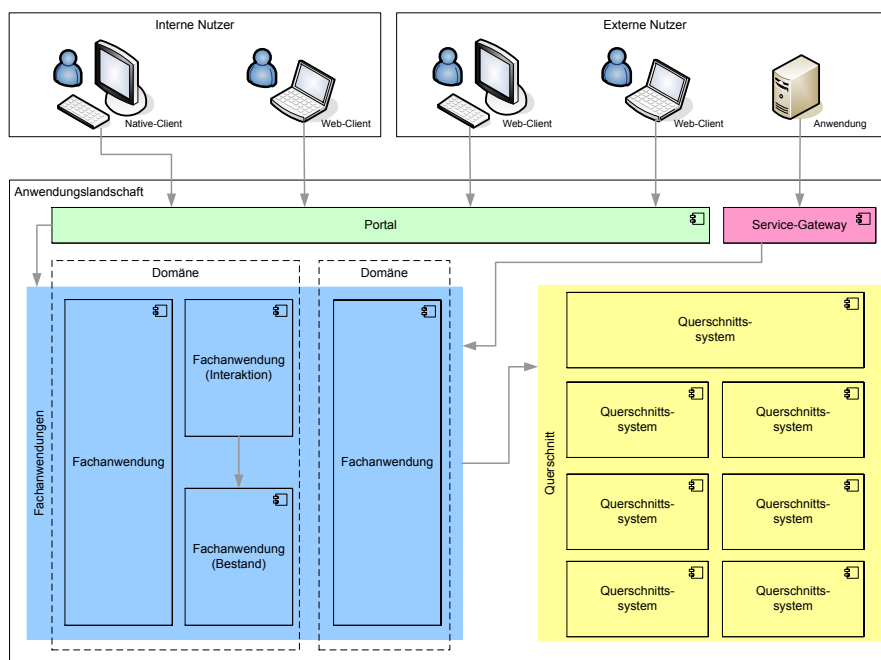 Interne Nutzer
Externe Nutzer
Native-Client
Web-Client
Web-Client
Web-Client
Anwendung
Anwendungslandschaft
Portal
Service-Gateway
Domäne
Domäne
Fachanwendungen
Fachanwendung
Fachanwendung
(Interaktion)
Fachanwendung
(Bestand)
Fachanwendung
Querschnitt
Querschnitts-
system
Querschnitts-
system
Querschnitts-
system
Querschnitts-
system
Querschnitts-
system
Querschnitts-
system
Querschnitts-
system